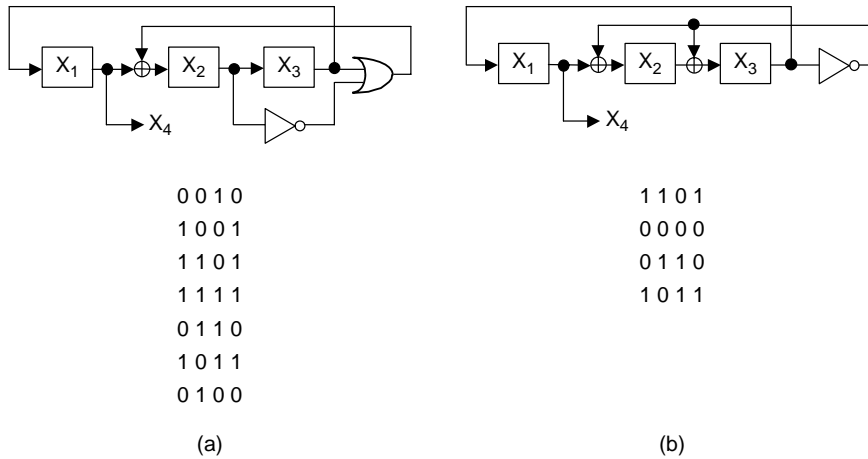 X1 X2 X3
X4
X1 X2 X3
X4
0 0 1 0
1 0 0 1
1 1 0 1
1 1 1 1
0 1 1 0
1 0 1 1
0 1 0 0
(a)
1 1 0 1
0 0 0 0
0 1 1 0
1 0 1 1
(b)